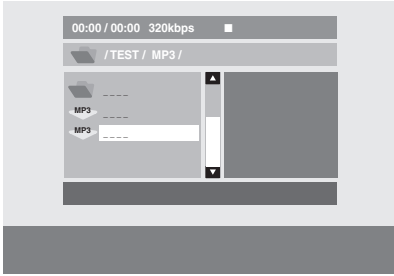 00:00 / 00:00 320kbps
/ TEST / MP3 /
_ _ _ _
MP3 _ _ _ _
MP3 _ _ _ _